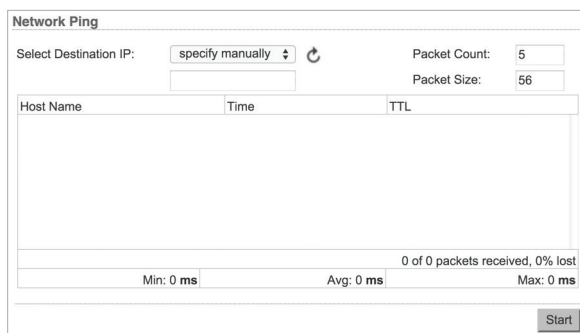 Network Ping
Select Destination IP: specify manually Packet Count: 5
Packet Size: 56
Host Name Time TTL
0 of 0 packets received, 0% lost
Min: 0 ms Avg: 0 ms Max: 0 ms
Start